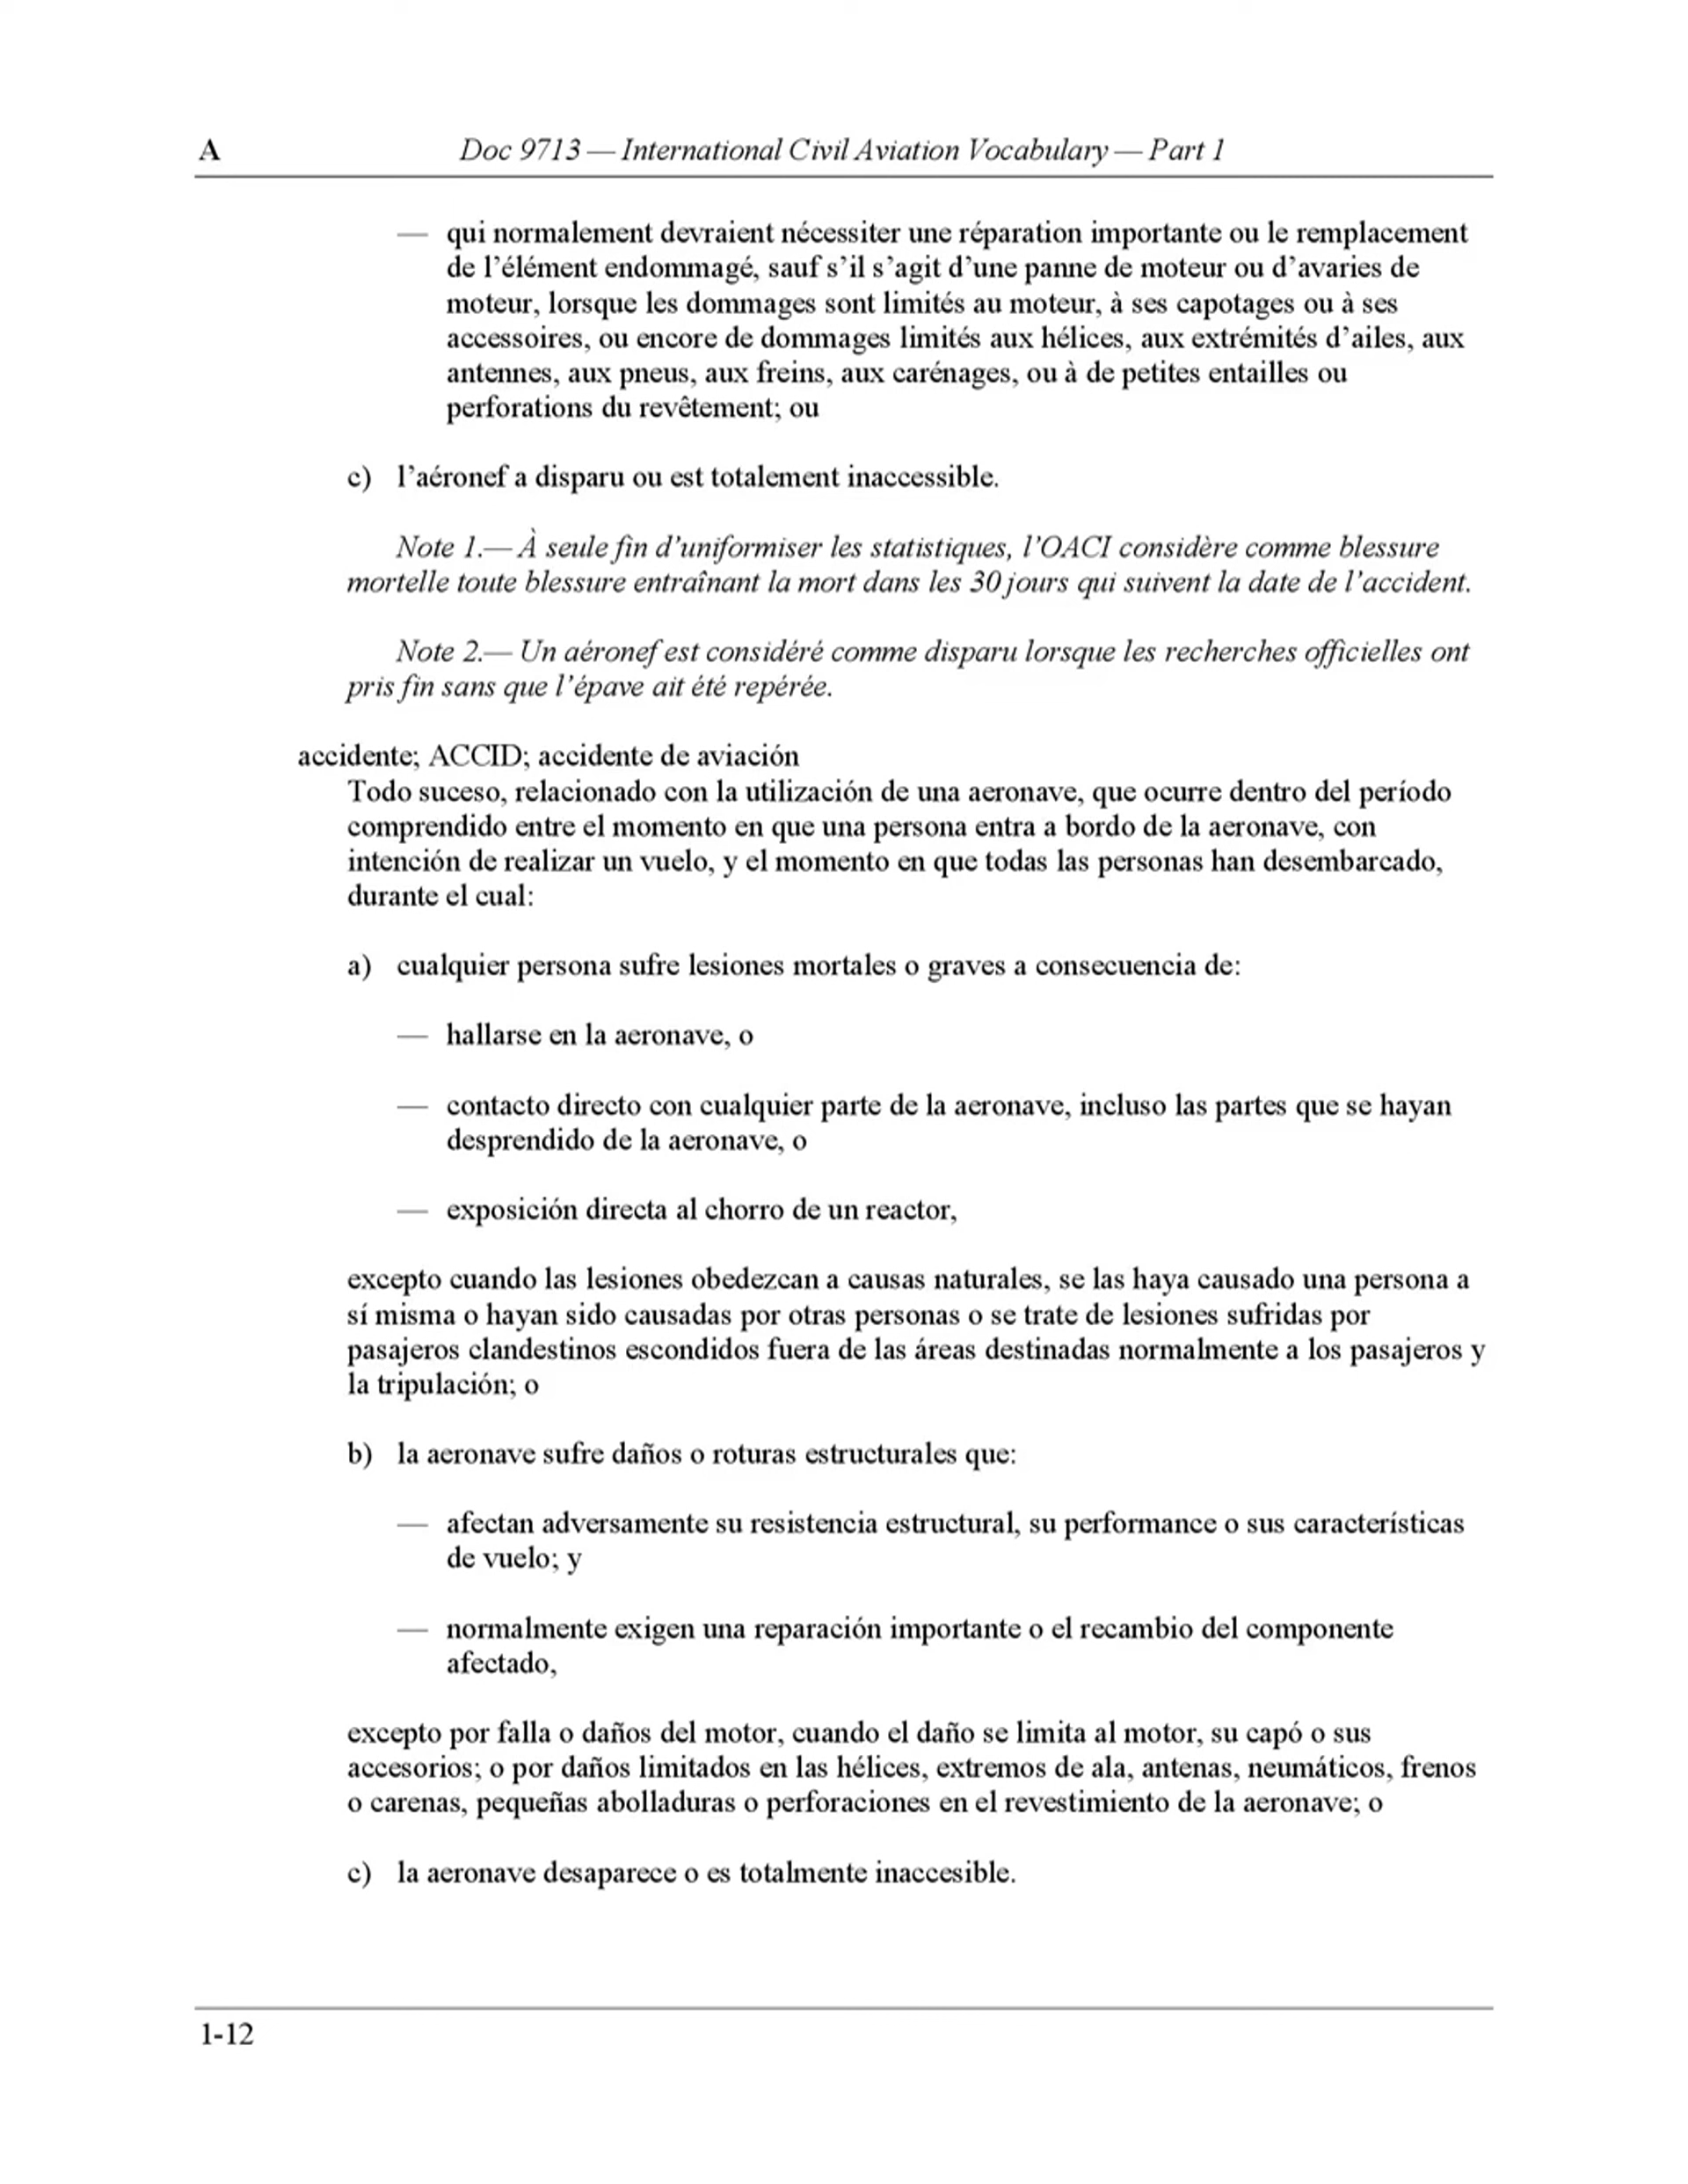 A Doc 9713 — International Civil Aviation Vocabulary — Part 1
— qui normalement devraient nécessiter une réparation importante ou le remplacement
de l’élément endommagé, sauf s’il s’agit d’une panne de moteur ou d’avaries de
moteur, lorsque les dommages sont limités au moteur, à ses capotages ou à ses
accessoires, ou encore de dommages limités aux hélices, aux extrémités d’ailes, aux
antennes, aux pneus, aux freins, aux carénages, ou à de petites entailles ou
perforations du revêtement; ou
c) l’aéronef a disparu ou est totalement inaccessible.
Note 1.— À seule fin d’uniformiser les statistiques, l’OACI considère comme blessure
mortelle toute blessure entraînant la mort dans les 30 jours qui suivent la date de l’accident.
Note 2.— Un aéronef est considéré comme disparu lorsque les recherches officielles ont
pris fin sans que l’épave ait été repérée.
accidente; ACCID; accidente de aviación
Todo suceso, relacionado con la utilización de una aeronave, que ocurre dentro del período
comprendido entre el momento en que una persona entra a bordo de la aeronave, con
intención de realizar un vuelo, y el momento en que todas las personas han desembarcado,
durante el cual:
a) cualquier persona sufre lesiones mortales o graves a consecuencia de:
— hallarse en la aeronave, o
— contacto directo con cualquier parte de la aeronave, incluso las partes que se hayan
desprendido de la aeronave, o
— exposición directa al chorro de un reactor,
excepto cuando las lesiones obedezcan a causas naturales, se las haya causado una persona a
sí misma o hayan sido causadas por otras personas o se trate de lesiones sufridas por
pasajeros clandestinos escondidos fuera de las áreas destinadas normalmente a los pasajeros y
la tripulación; o
b) la aeronave sufre daños o roturas estructurales que:
— afectan adversamente su resistencia estructural, su performance o sus características
de vuelo; y
— normalmente exigen una reparación importante o el recambio del componente
afectado,
excepto por falla o daños del motor, cuando el daño se limita al motor, su capó o sus
accesorios; o por daños limitados en las hélices, extremos de ala, antenas, neumáticos, frenos
o carenas, pequeñas abolladuras o perforaciones en el revestimiento de la aeronave; o
c) la aeronave desaparece o es totalmente inaccesible.
1-12